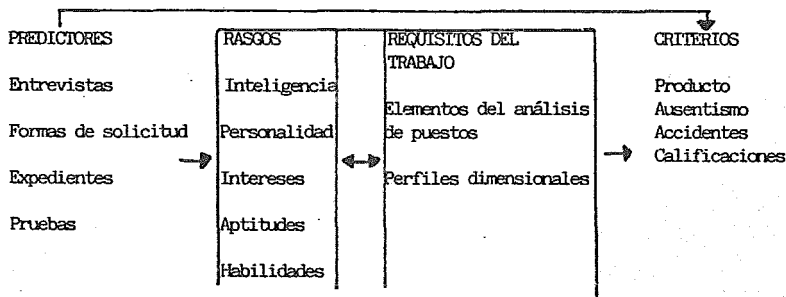 PREDICTORES
Entrevistas
Formas de solicitud
Expedientes
Pruebas
RASGOS
Inteligencia
Personalidad
Intereses
Aptitudes
Habilidades
REQUISITOS DEL
TRABAJO
Elementos del análisis
de puestos
Perfiles dimensionales
CRITERIOS
Producto
Ausentismo
Accidentes
Calificaciones